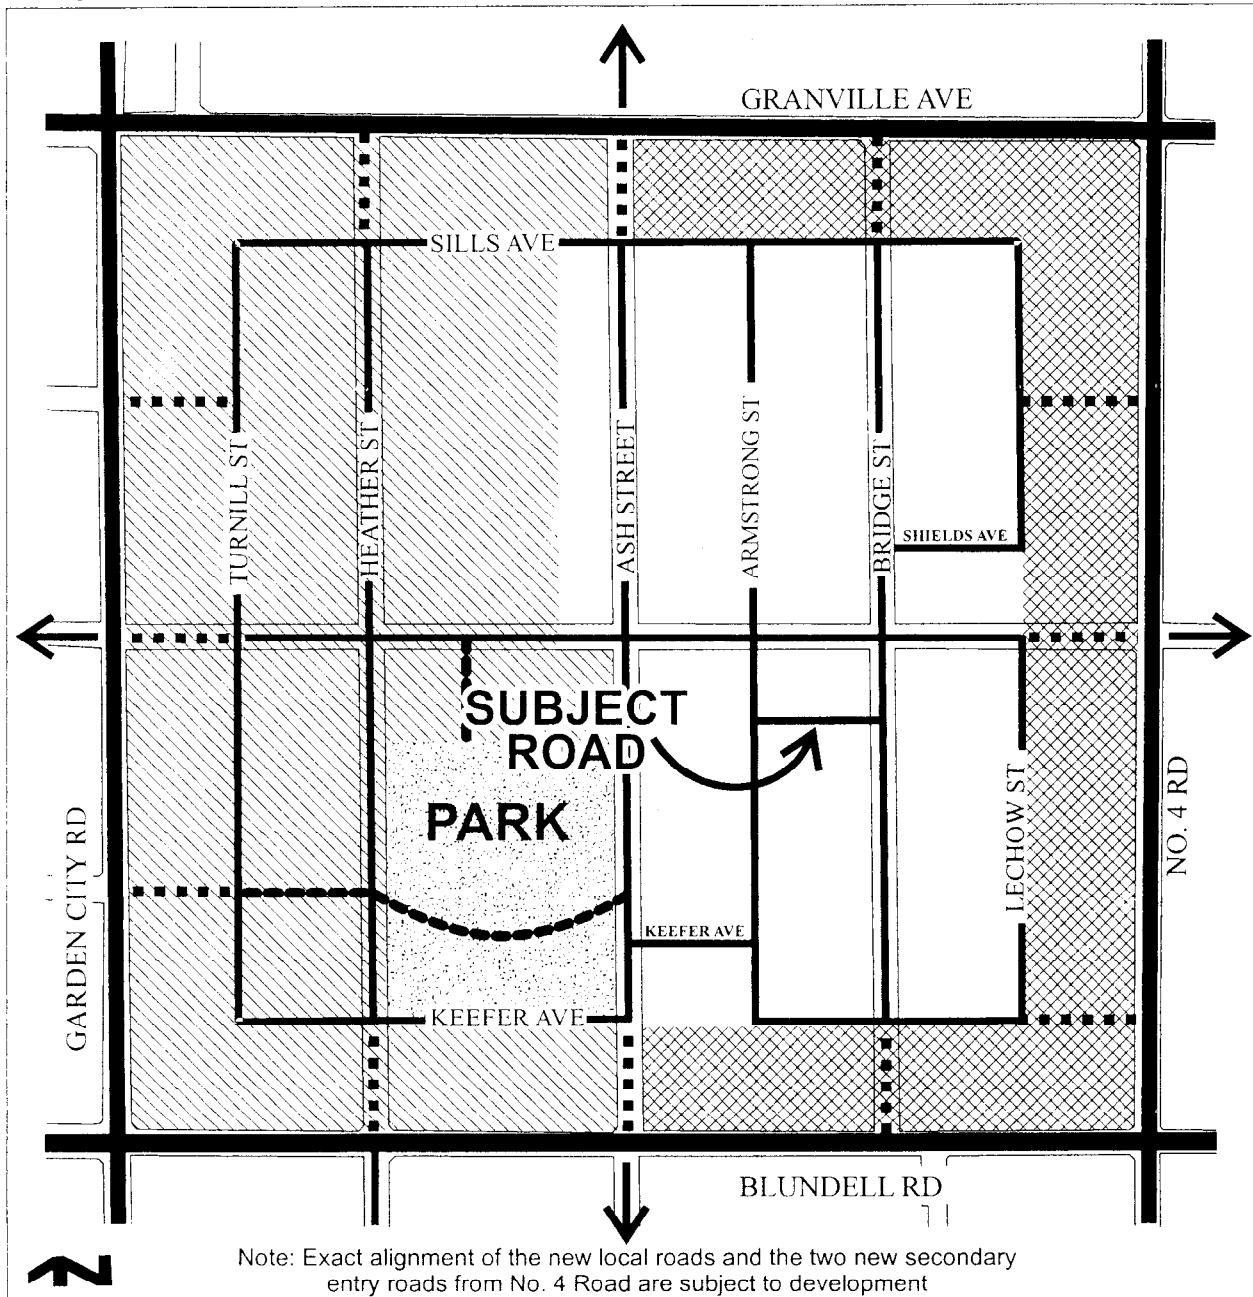 GRANVILLE AVE
SILLS AVE
TURNILL ST
HEATHER ST
ASH STREET
ARMSTRONG ST
BRIDGE ST
SHIELDS AVE
SUBJECT
ROAD
PARK
GARDEN CITY RD
LECHOW ST
NO. 4 RD
KEEFER AVE
KEEFER AVE
BLUNDELL RD
N
Note: Exact alignment of the new local roads and the two new secondary
entry roads from No. 4 Road are subject to development